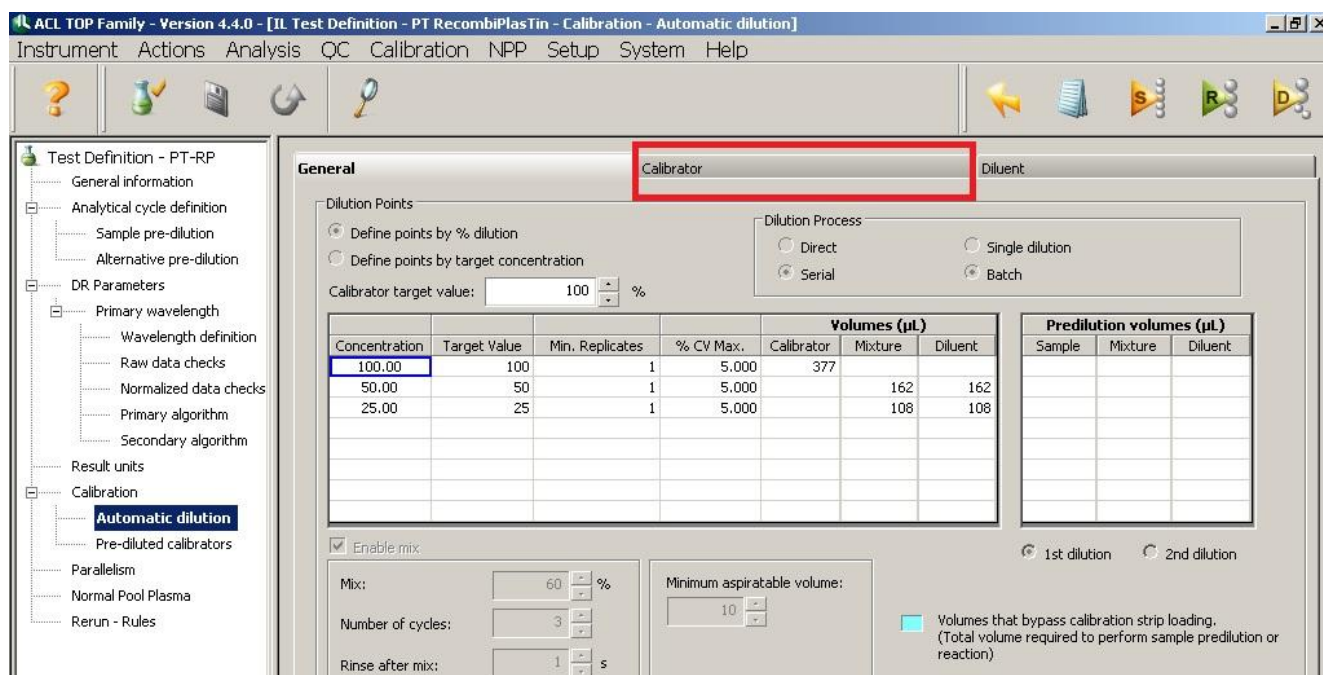 ACL TOP Family - Version 4.4.0 - [IL Test Definition - PT RecombiPlasTin - Calibration - Automatic dilution]
Instrument Actions Analysis QC Calibration NPP Setup System Help
S R D
Test Definition - PT-RP
General information
Analytical cycle definition
Sample pre-dilution
Alternative pre-dilution
DR Parameters
Primary wavelength
Wavelength definition
Raw data checks
Normalized data checks
Primary algorithm
Secondary algorithm
Result units
Calibration
Automatic dilution
Pre-diluted calibrators
Parallelism
Normal Pool Plasma
Rerun - Rules
General Calibrator Diluent
Dilution Points
Define points by % dilution
Define points by target concentration
Calibrator target value: 100 %
Dilution Process
Direct Single dilution
Serial Batch
Volumes (µL)
Concentration Target Value Min. Replicates % CV Max. Calibrator Mixture Diluent
100.00 100 1 5.000 377
50.00 50 1 5.000 162 162
25.00 25 1 5.000 108 108
Predilution volumes (µL)
Sample Mixture Diluent
Enable mix
1st dilution 2nd dilution
Mix: 60 %
Number of cycles: 3
Rinse after mix: 1 s
Minimum aspiratable volume:
10
Volumes that bypass calibration strip loading.
(Total volume required to perform sample predilution or
reaction)